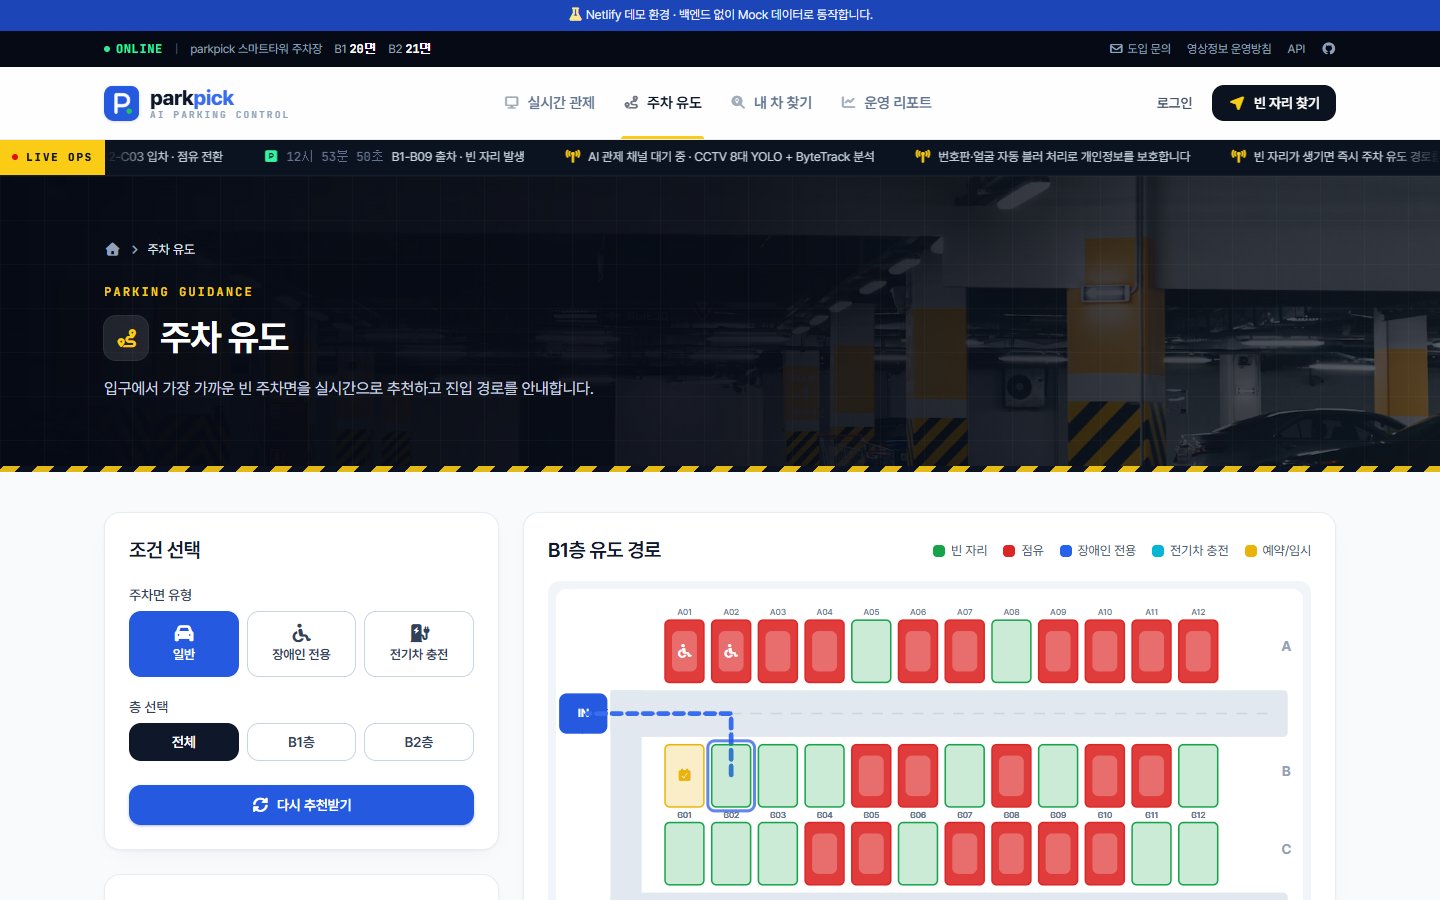 Netlify 데모 환경 · 백엔드 없이 Mock 데이터로 동작합니다.
ONLINE | parkpick 스마트타워 주차장 B1 20면 B2 21면
도입 문의 영상정보 운영방침 API
parkpick
AI PARKING CONTROL
실시간 관제 주차 유도 내 차 찾기 운영 리포트
로그인 빈 자리 찾기
LIVE OPS
2-C03 입차 · 점유 전환 12시 53분 50초 B1-B09 출차 · 빈 자리 발생 AI 관제 채널 대기 중 · CCTV 8대 YOLO + ByteTrack 분석 번호판·얼굴 자동 블러 처리로 개인정보를 보호합니다 빈 자리가 생기면 즉시 주차 유도 경로
주차 유도
PARKING GUIDANCE
주차 유도
입구에서 가장 가까운 빈 주차면을 실시간으로 추천하고 진입 경로를 안내합니다.
조건 선택
주차면 유형
일반 장애인 전용 전기차 충전
층 선택
전체 B1층 B2층
다시 추천받기
B1층 유도 경로
빈 자리 점유 장애인 전용 전기차 충전 예약/임시
A01 A02 A03 A04 A05 A06 A07 A08 A09 A10 A11 A12
A
IN
B
C